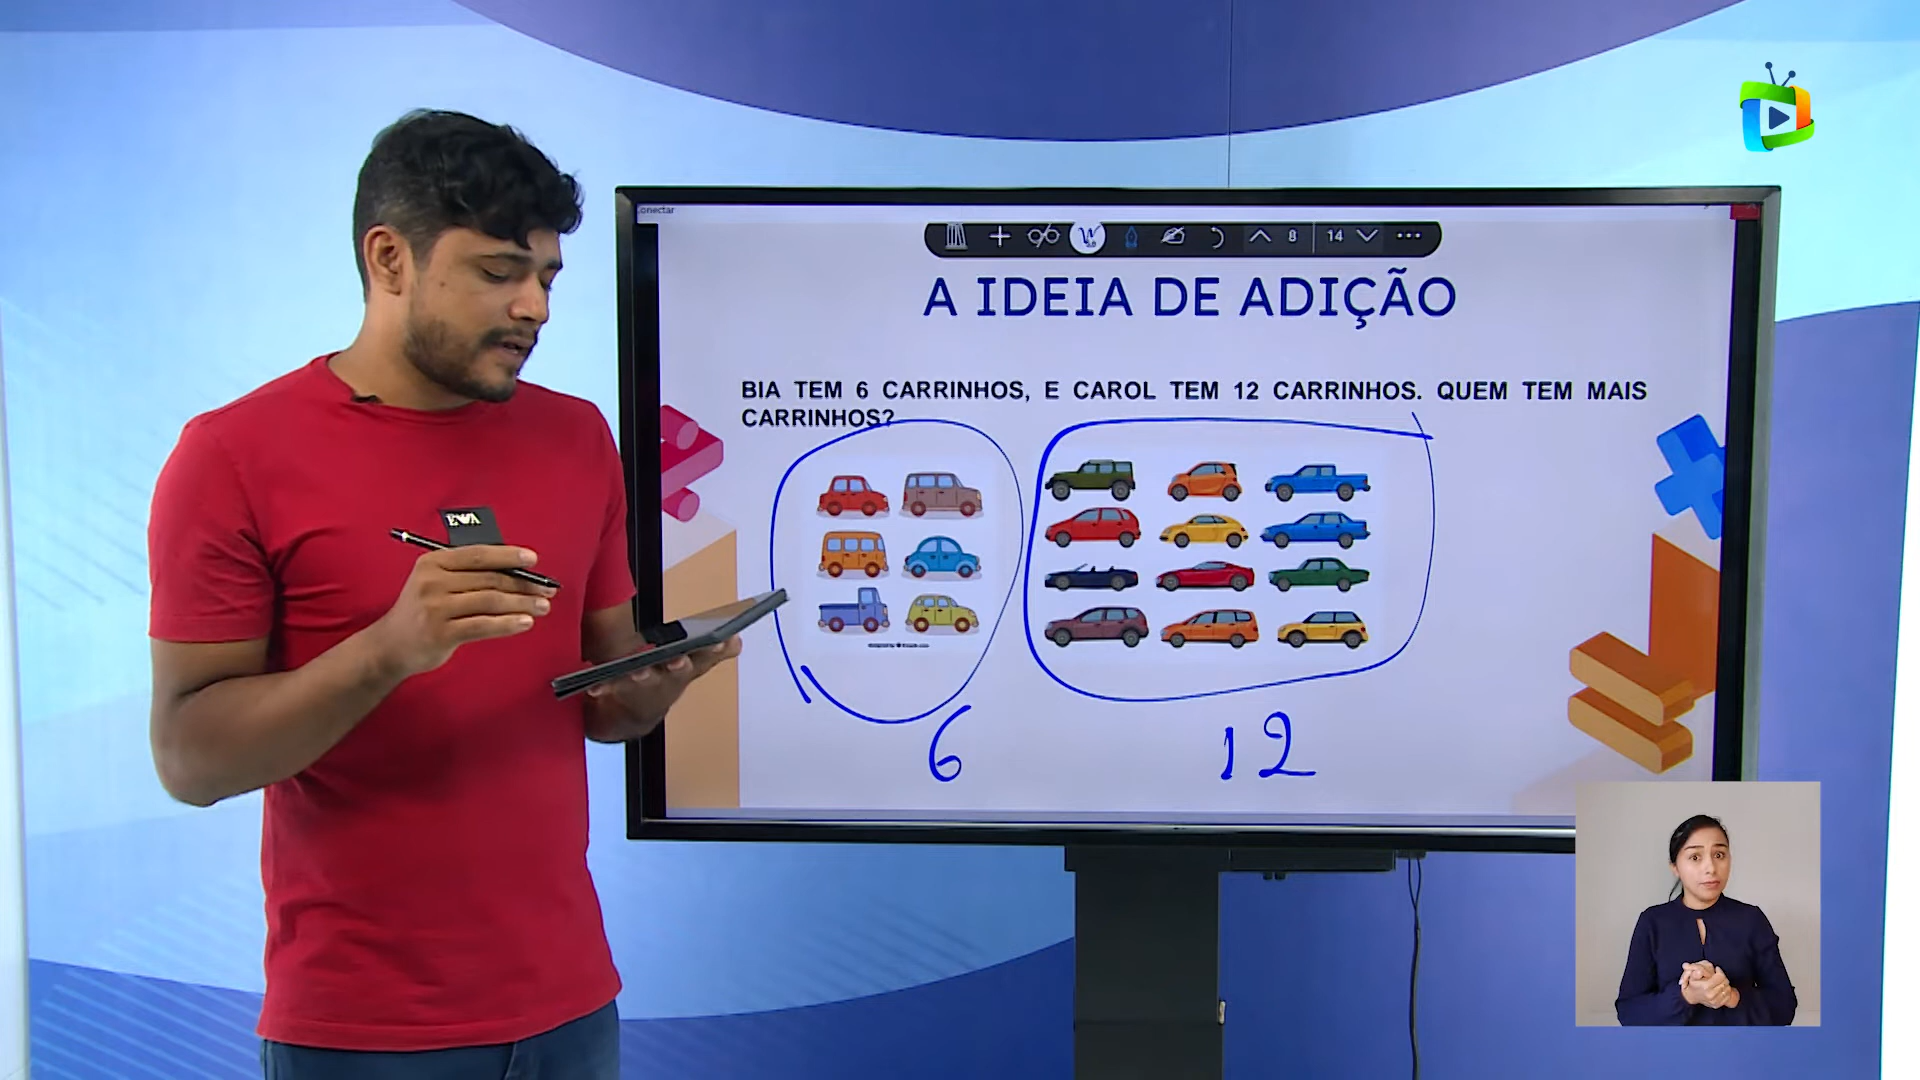 onectar
8 14
A IDEIA DE ADIÇÃO
BIA TEM 6 CARRINHOS, E CAROL TEM 12 CARRINHOS. QUEM TEM MAIS
CARRINHOS?
6
12